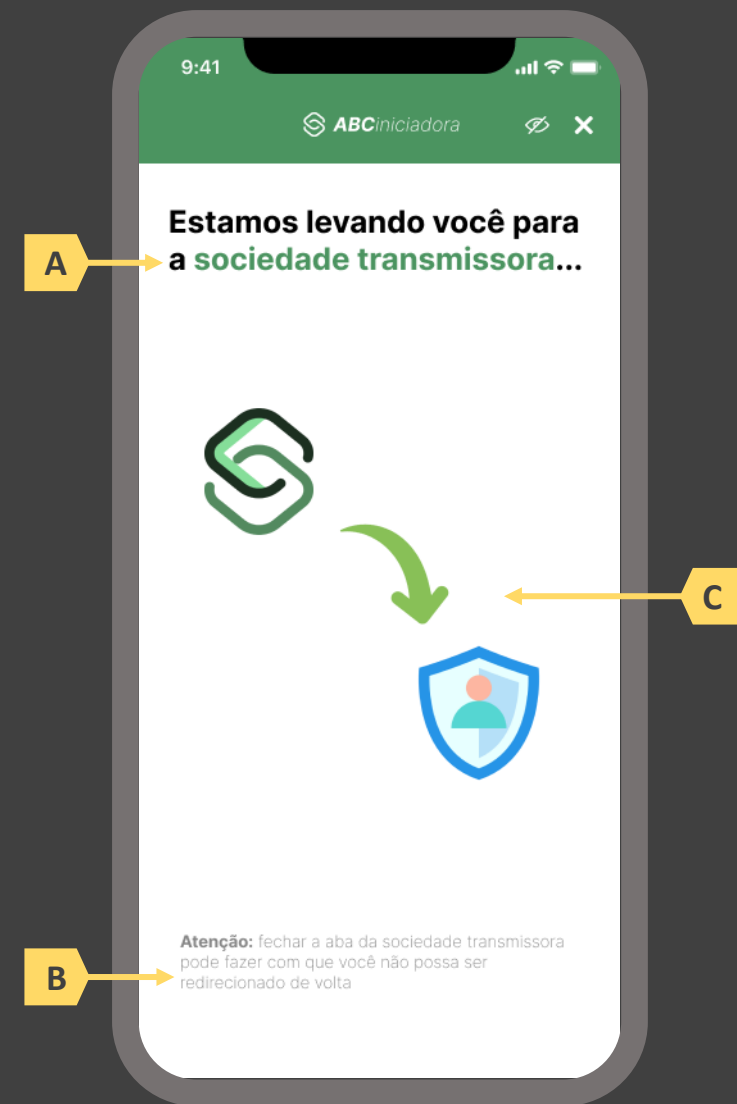 9:41
ABCiniciadora
Estamos levando você para
a sociedade transmissora...
A
C
Atenção: fechar a aba da sociedade transmissora
pode fazer com que você não possa ser
redirecionado de volta
B